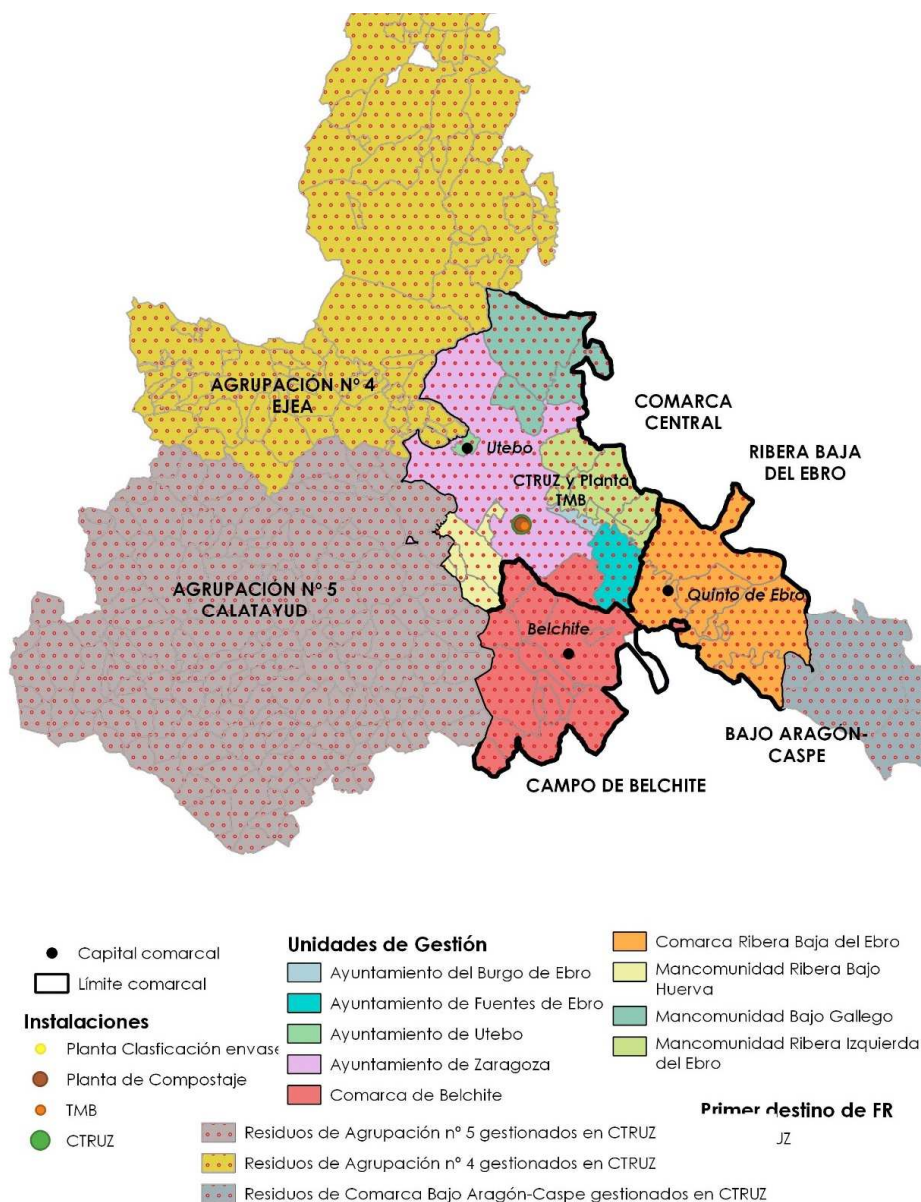 AGRUPACIÓN Nº 4
EJEA
COMARCA
CENTRAL
RIBERA BAJA
DEL EBRO
Utebo
CTRUZ y Planta
TMB
AGRUPACIÓN Nº 5
CALATAYUD
Quinto de Ebro
Belchite
BAJO ARAGÓN-
CASPE
CAMPO DE BELCHITE
Capital comarcal
Límite comarcal
Instalaciones
Planta Clasficación envase
Planta de Compostaje
TMB
CTRUZ
Unidades de Gestión
Ayuntamiento del Burgo de Ebro
Ayuntamiento de Fuentes de Ebro
Ayuntamiento de Utebo
Ayuntamiento de Zaragoza
Comarca de Belchite
Comarca Ribera Baja del Ebro
Mancomunidad Ribera Bajo
Huerva
Mancomunidad Bajo Gallego
Mancomunidad Ribera Izquierda
del Ebro
Primer destino de FR
UZ
Residuos de Agrupación nº 5 gestionados en CTRUZ
Residuos de Agrupación nº 4 gestionados en CTRUZ
Residuos de Comarca Bajo Aragón-Caspe gestionados en CTRUZ